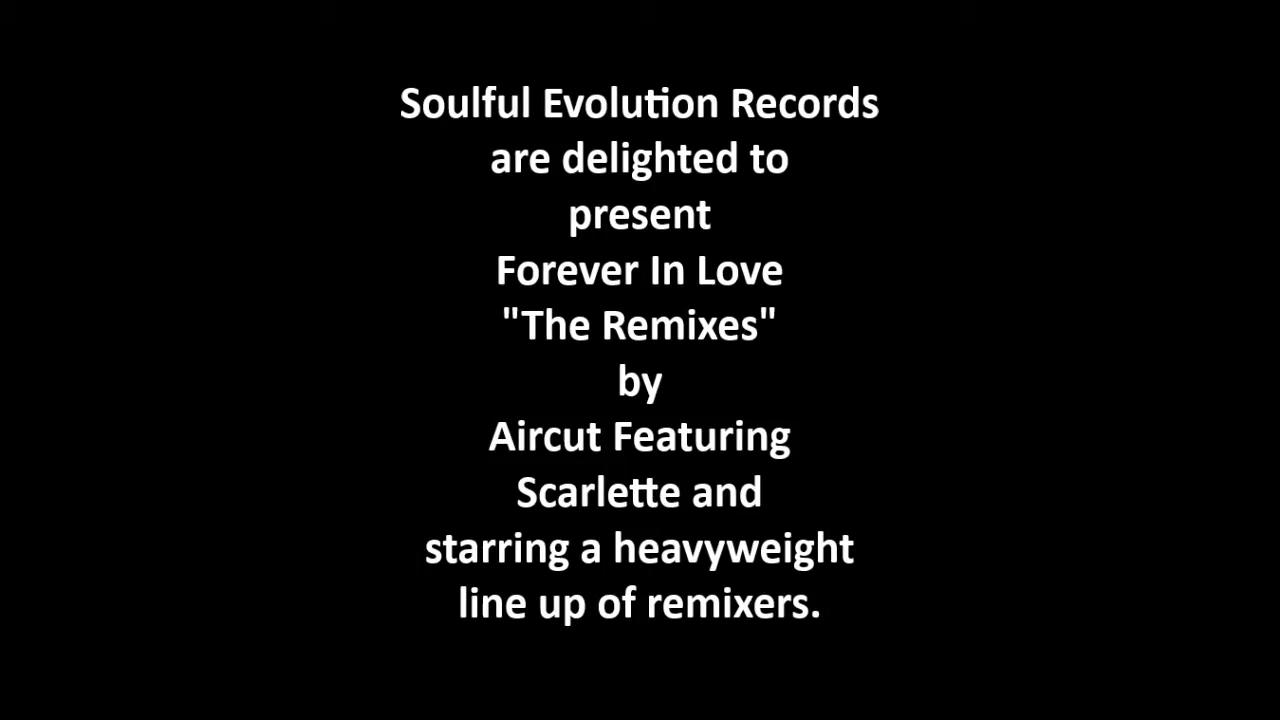 Soulful Evolution Records
are delighted to
present
Forever In Love
"The Remixes"
by
Aircut Featuring
Scarlette and
starring a heavyweight
line up of remixers.